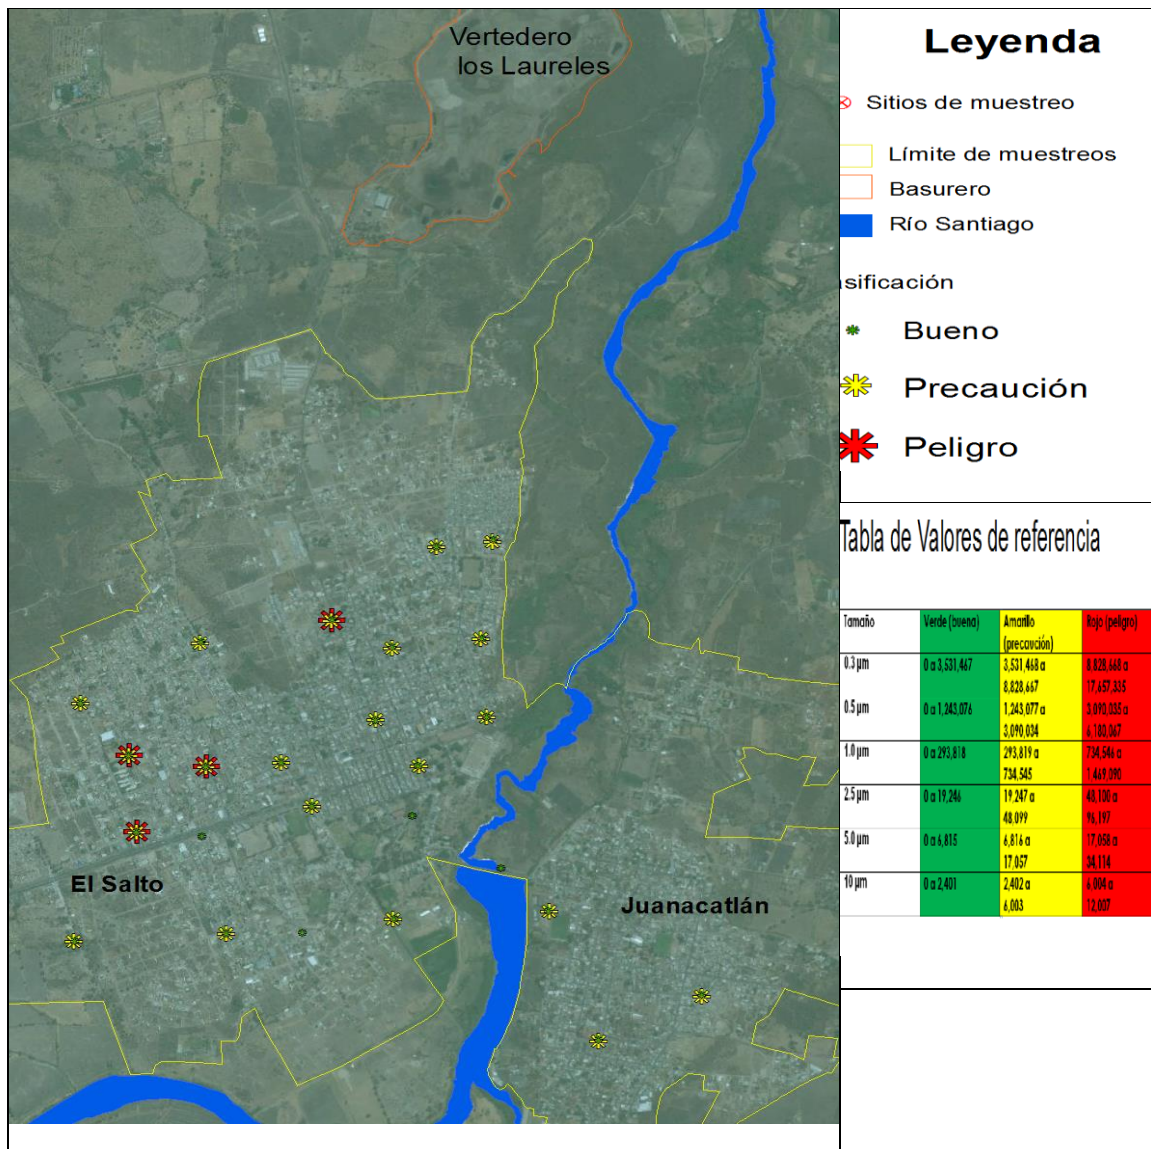 Vertedero
los Laureles
El Salto
Juanacatlán
Leyenda
Sitios de muestreo
Límite de muestreos
Basurero
Río Santiago
asificación
Bueno
Precaución
Peligro
Tabla de Valores de referencia
Tamaño Verde (buena) Amarillo Rojo (peligro)
(precaución)
0.3 µm 0 a 3,531,467 3,531,468 a 8,828,668 a
8,828,667 17,657,335
0.5 µm 0 a 1,243,076 1,243,077 a 3,090,035 a
3,090,034 6,180,067
1.0 µm 0 a 293,818 293,819 a 734,546 a
734,545 1,469,090
2.5 µm 0 a 19,246 19,247 a 48,100 a
48,099 96,197
5.0 µm 0 a 6,815 6,816 a 17,058 a
17,057 34,114
10 µm 0 a 2,401 2,402 a 6,004 a
6,003 12,007